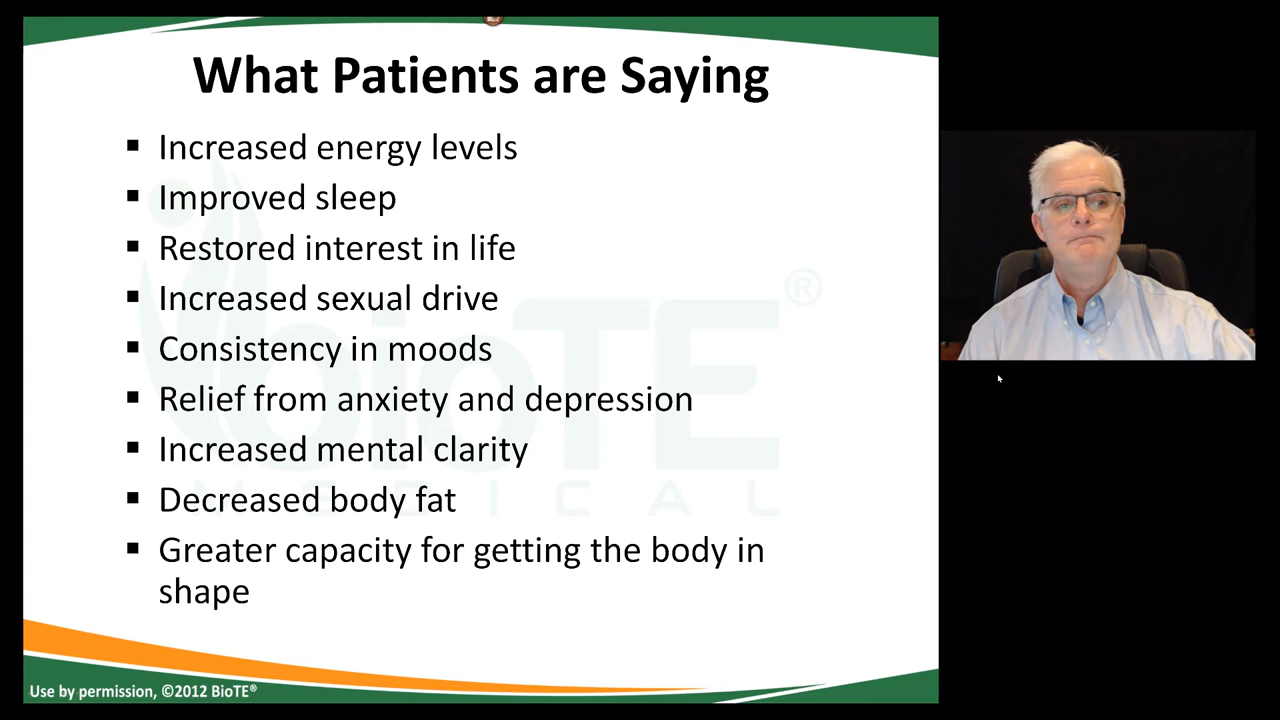 What Patients are Saying
▪ Increased energy levels
▪ Improved sleep
▪ Restored interest in life
▪ Increased sexual drive
▪ Consistency in moods
▪ Relief from anxiety and depression
▪ Increased mental clarity
▪ Decreased body fat
▪ Greater capacity for getting the body in
shape
bioTE®
MEDICAL
Use by permission, ©2012 BioTE®